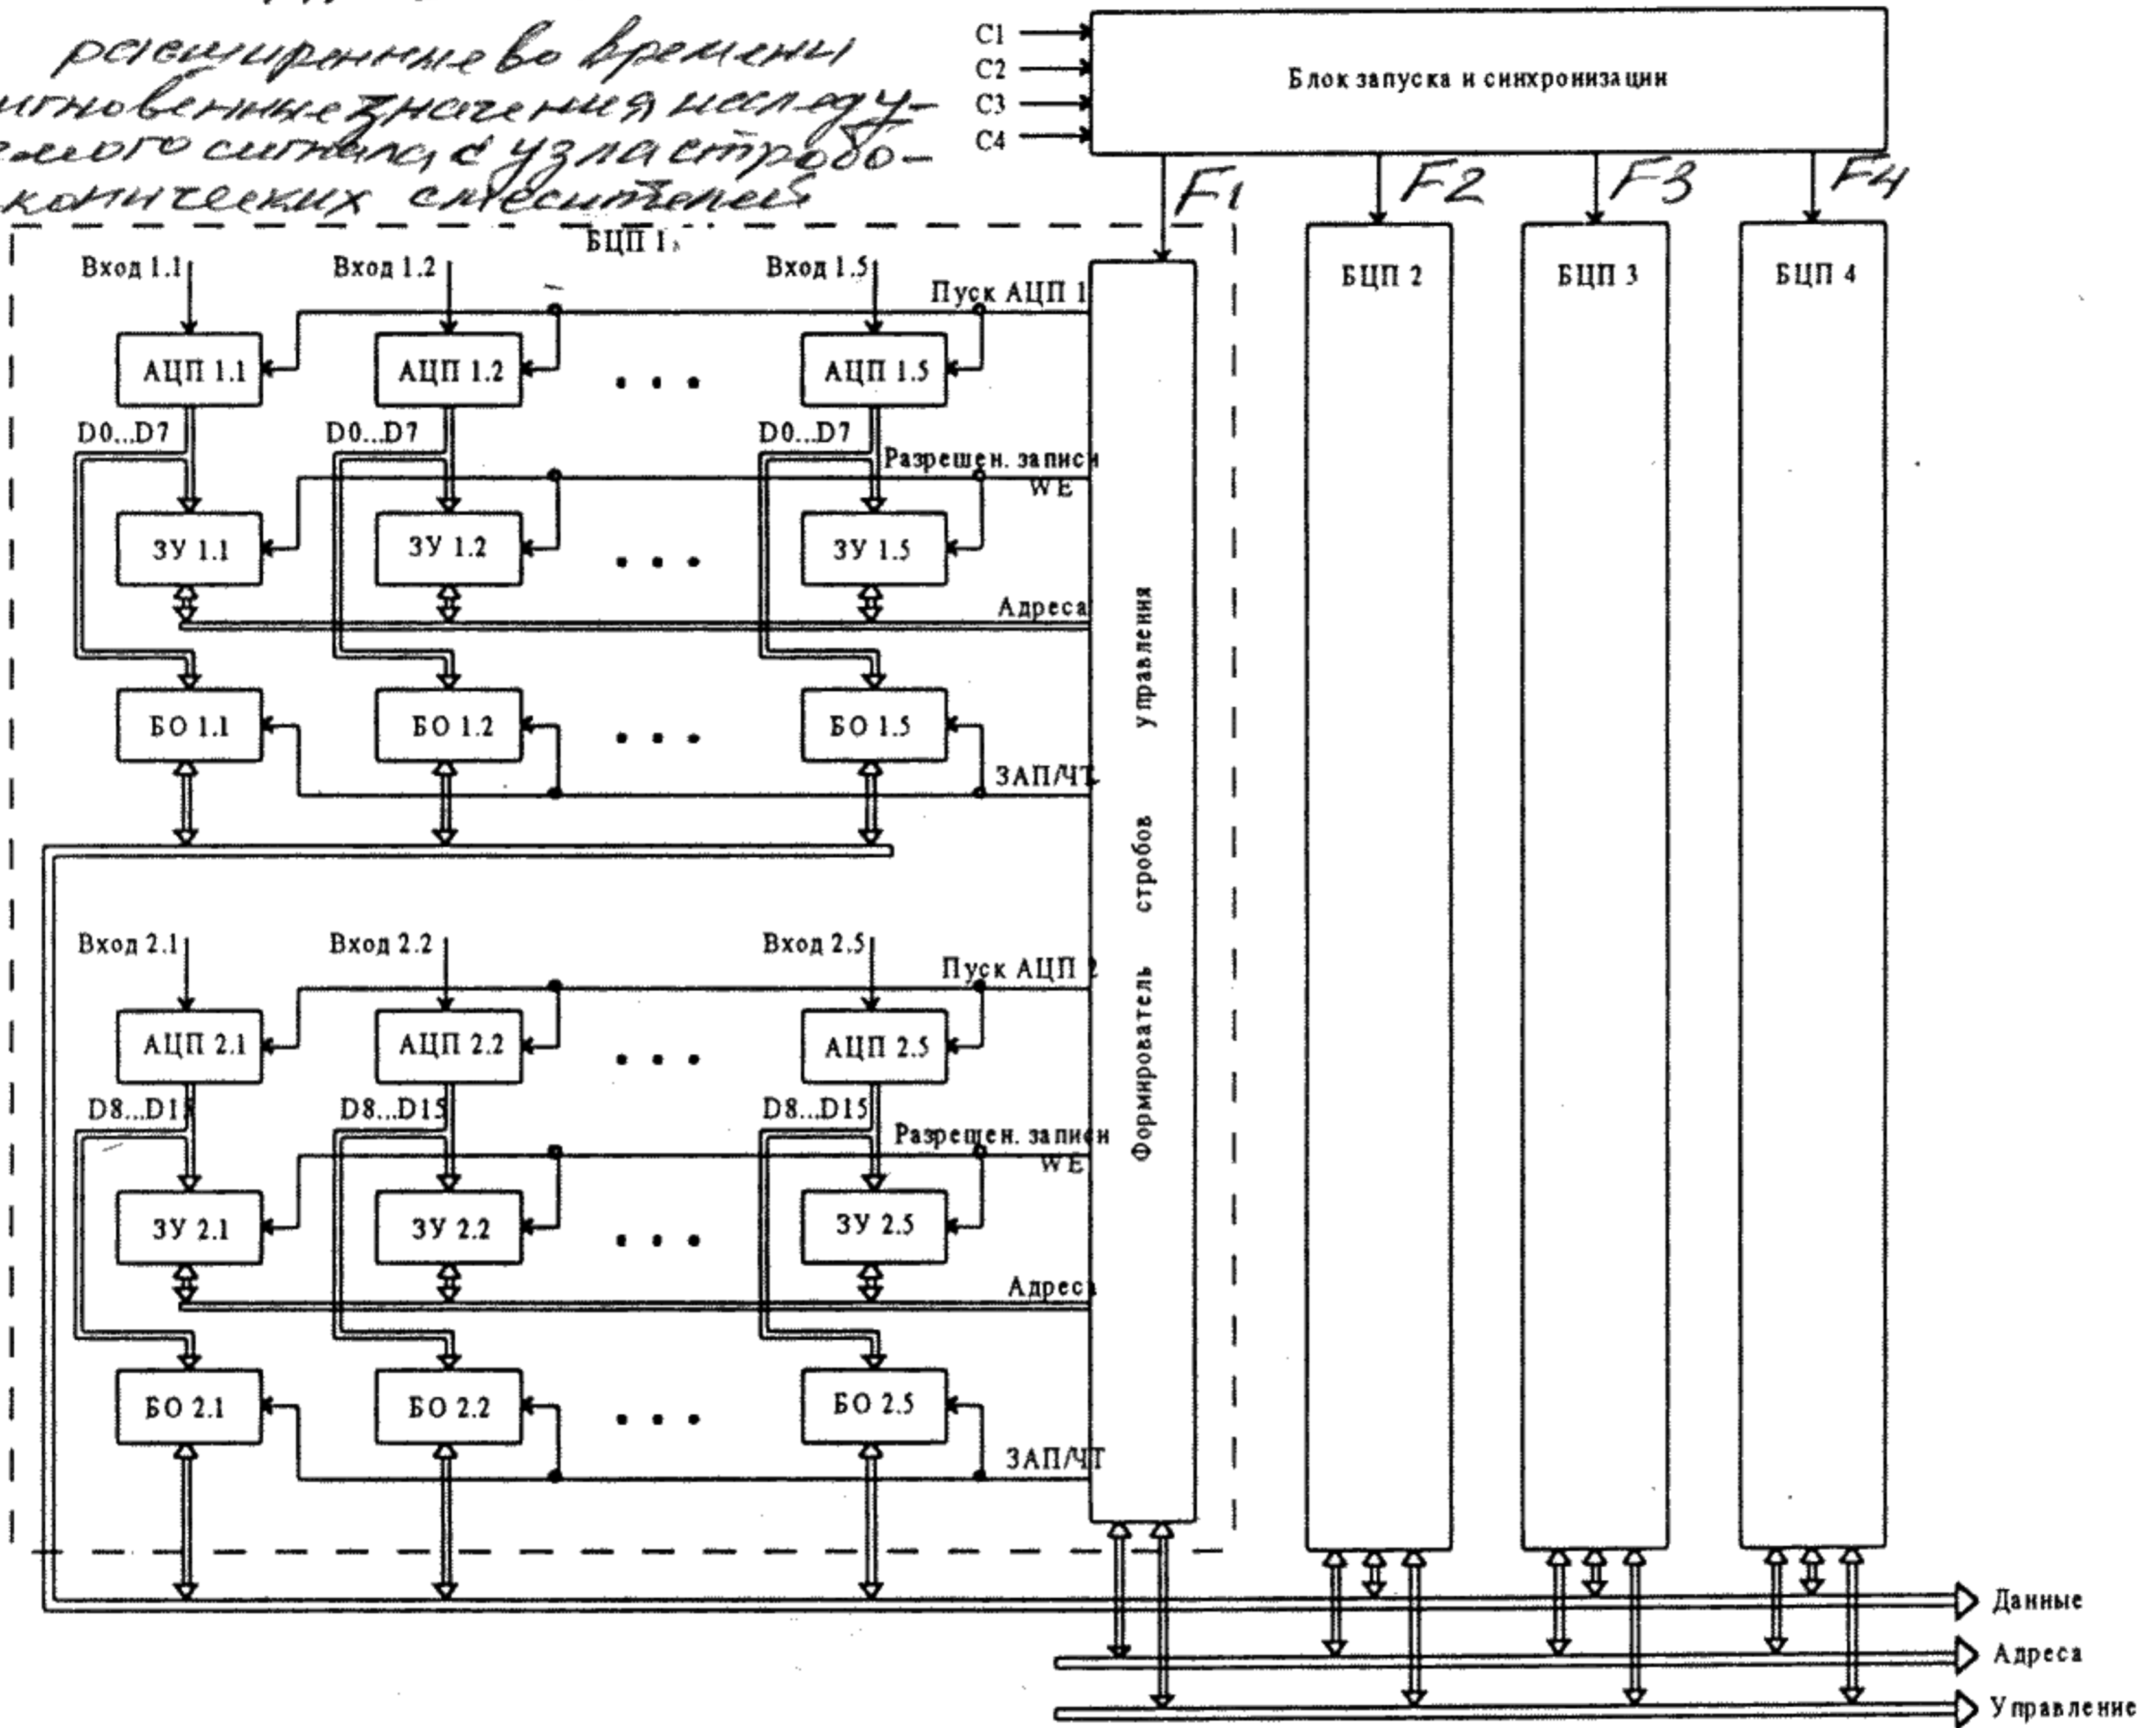 расширенные во времени
мгновенные значения исследу-
емого сигнала, с узла стробо-
копических смесителей
C1
C2
C3
C4
Блок запуска и синхронизации
F1
F2
F3
F4
БЦП 1
БЦП 2
БЦП 3
БЦП 4
Вход 1.1
Вход 1.2
Вход 1.5
Пуск АЦП 1
АЦП 1.1
АЦП 1.2
• • •
АЦП 1.5
D0...D7
D0...D7
D0...D7
Разрешен. записи
WE
ЗУ 1.1
ЗУ 1.2
• • •
ЗУ 1.5
Адреса
БО 1.1
БО 1.2
• • •
БО 1.5
ЗАП/ЧТ
Формирователь стробов управления
Вход 2.1
Вход 2.2
Вход 2.5
Пуск АЦП 2
АЦП 2.1
АЦП 2.2
• • •
АЦП 2.5
D8...D15
D8...D15
D8...D15
Разрешен. записи
WE
ЗУ 2.1
ЗУ 2.2
• • •
ЗУ 2.5
Адреса
БО 2.1
БО 2.2
• • •
БО 2.5
ЗАП/ЧТ
Данные
Адреса
Управление